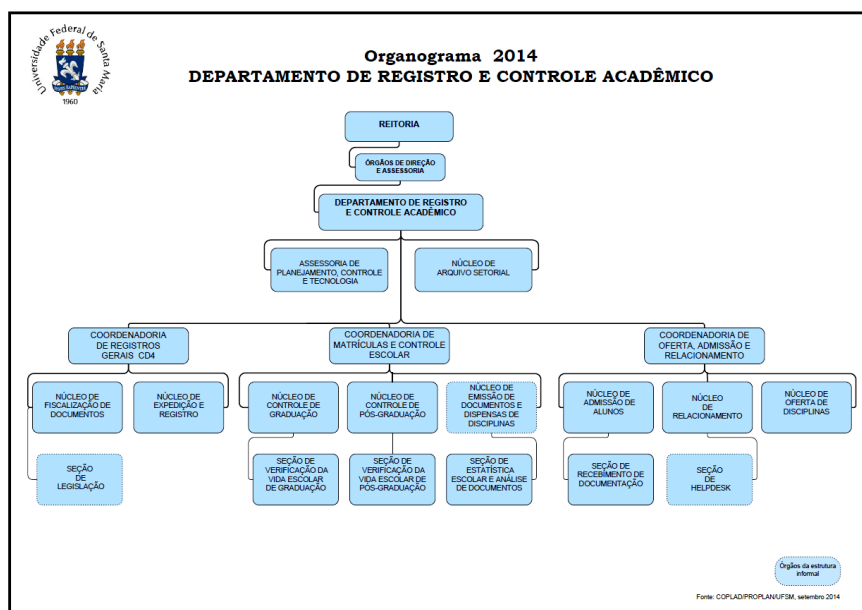 Universidade Federal de Santa Maria
1960
Organograma 2014
DEPARTAMENTO DE REGISTRO E CONTROLE ACADÊMICO
REITORIA
ÓRGÃOS DE DIREÇÃO
E ASSESSORIA
DEPARTAMENTO DE REGISTRO
E CONTROLE ACADÊMICO
ASSESSORIA DE
PLANEJAMENTO, CONTROLE
E TECNOLOGIA
NÚCLEO DE
ARQUIVO SETORIAL
COORDENADORIA
DE REGISTROS
GERAIS CD4
COORDENADORIA DE
MATRÍCULAS E CONTROLE
ESCOLAR
COORDENADORIA DE
OFERTA, ADMISSÃO E
RELACIONAMENTO
NÚCLEO DE
FISCALIZAÇÃO DE
DOCUMENTOS
NÚCLEO DE
EXPEDIÇÃO E
REGISTRO
NÚCLEO DE
CONTROLE DE
GRADUAÇÃO
NÚCLEO DE
CONTROLE DE
PÓS-GRADUAÇÃO
NÚCLEO DE
EMISSÃO DE
DOCUMENTOS E
DISPENSAS DE
DISCIPLINAS
NÚCLEO DE
ADMISSÃO DE
ALUNOS
NÚCLEO
DE
RELACIONAMENTO
NÚCLEO DE
OFERTA DE
DISCIPLINAS
SEÇÃO
DE
LEGISLAÇÃO
SEÇÃO DE
VERIFICAÇÃO DA
VIDA ESCOLAR
DE GRADUAÇÃO
SEÇÃO DE
VERIFICAÇÃO DA
VIDA ESCOLAR DE
PÓS-GRADUAÇÃO
SEÇÃO DE
ESTATÍSTICA
ESCOLAR E ANÁLISE
DE DOCUMENTOS
SEÇÃO DE
RECEBIMENTO DE
DOCUMENTAÇÃO
SEÇÃO
DE
HELPDESK
Órgãos da estrutura
informal
Fonte: COPLAD/PROPLAN/UFSM, setembro 2014